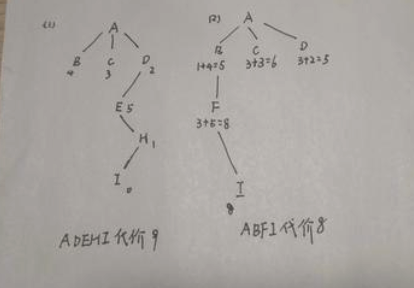 (1)
A
B
4
C
3
D
2
E 5
H 1
I 0
ADEHI 代价 9
(2)
A
B
1+4=5
C
3+3=6
D
3+2=5
F
3+5=8
I
8
ABFI 代价 8